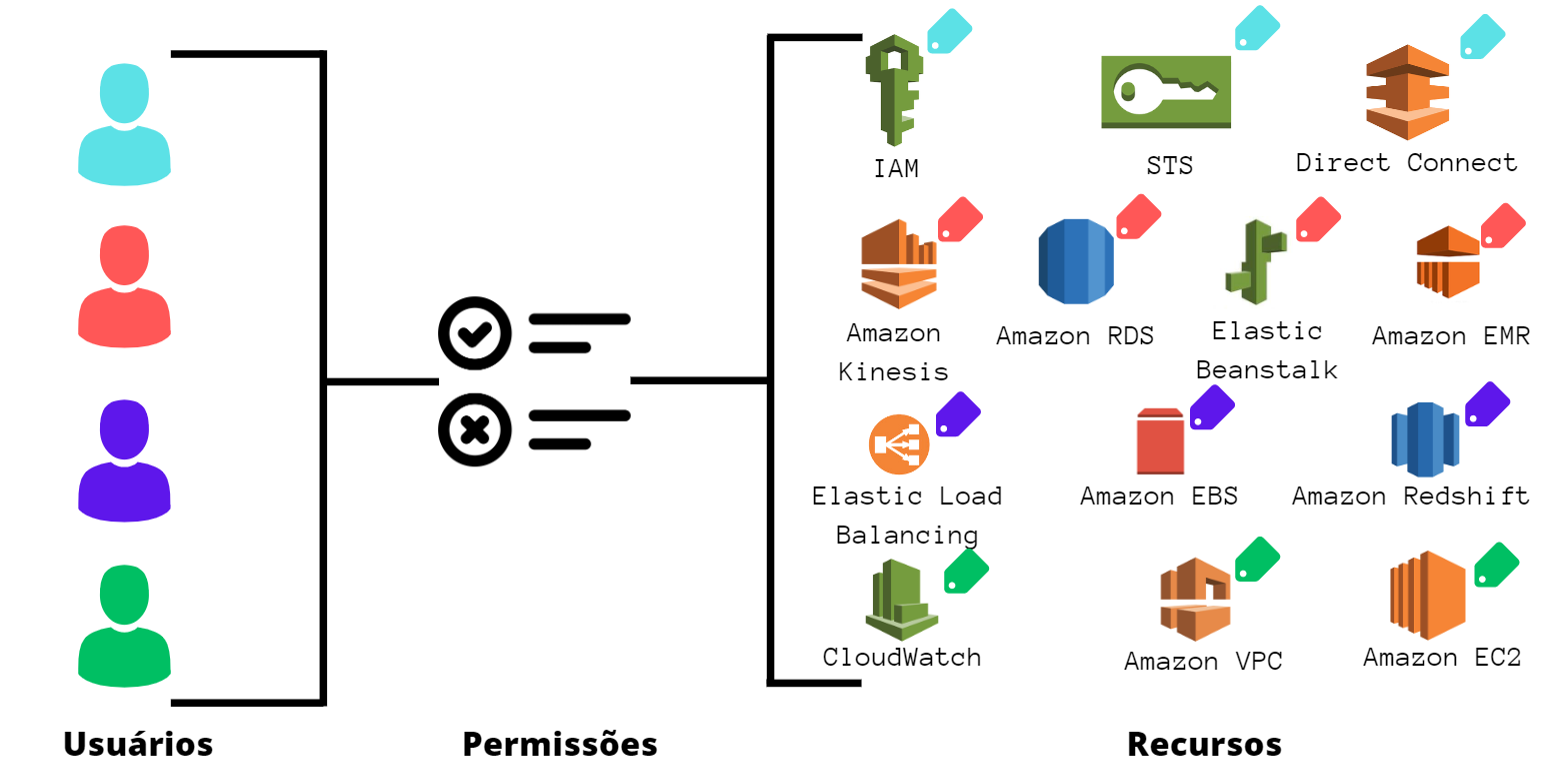 IAM
STS
Direct Connect
Amazon
Kinesis
Amazon RDS
Elastic
Beanstalk
Amazon EMR
Elastic Load
Balancing
Amazon EBS
Amazon Redshift
CloudWatch
Amazon VPC
Amazon EC2
Usuários
Permissões
Recursos